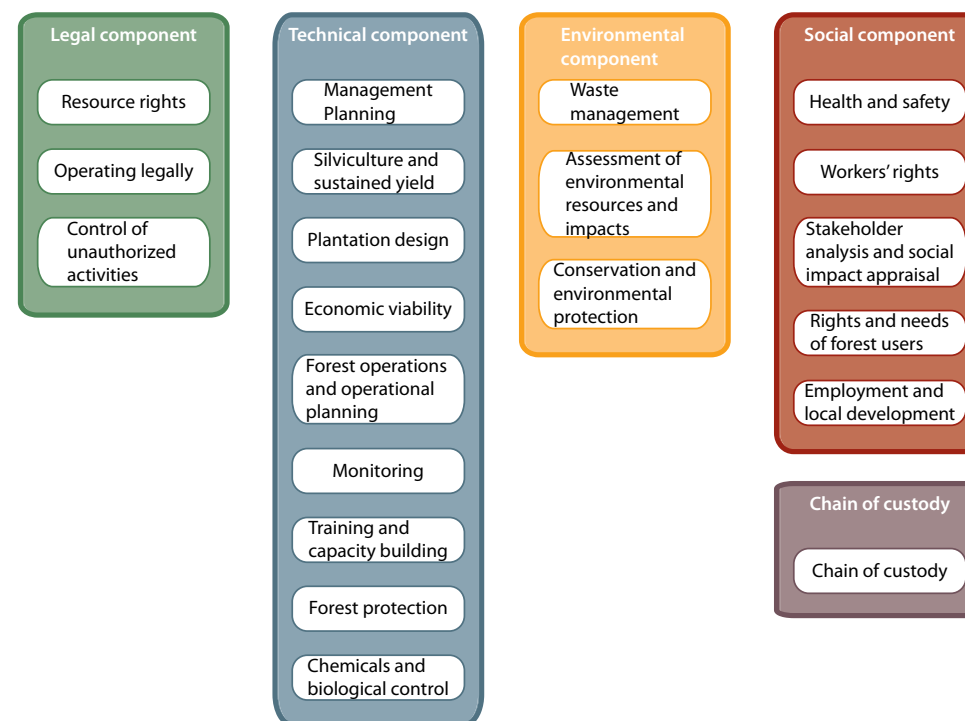 Legal component
Resource rights
Operating legally
Control of
unauthorized
activities
Technical component
Management
Planning
Silviculture and
sustained yield
Plantation design
Economic viability
Forest operations
and operational
planning
Monitoring
Training and
capacity building
Forest protection
Chemicals and
biological control
Environmental
component
Waste
management
Assessment of
environmental
resources and
impacts
Conservation and
environmental
protection
Social component
Health and safety
Workers’ rights
Stakeholder
analysis and social
impact appraisal
Rights and needs
of forest users
Employment and
local development
Chain of custody
Chain of custody